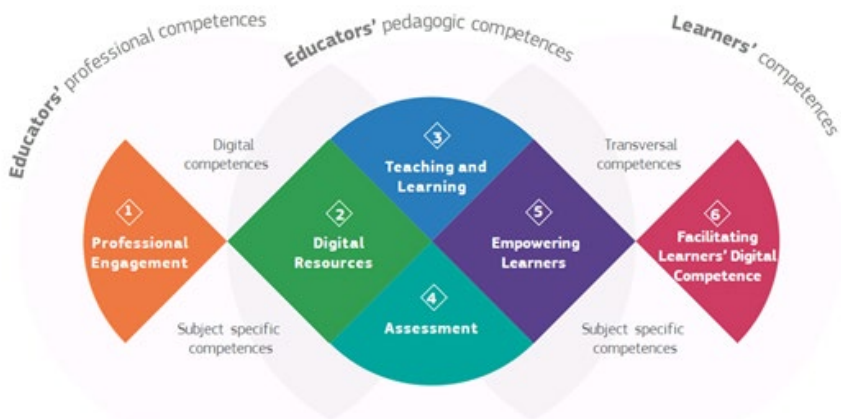 Educators' professional competences
Educators' pedagogic competences
Learners' competences
Digital
competences
Transversal
competences
1
Professional
Engagement
2
Digital
Resources
3
Teaching and
Learning
4
Assessment
5
Empowering
Learners
6
Facilitating
Learners' Digital
Competence
Subject specific
competences
Subject specific
competences